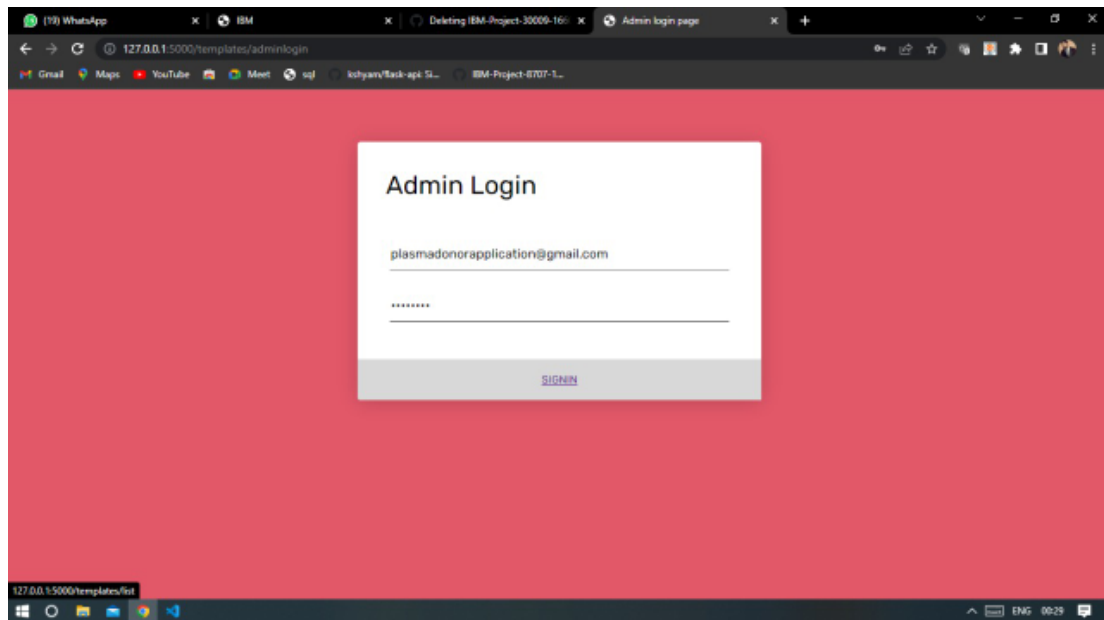 (19) WhatsApp
IBM
Deleting IBM-Project-30009-166
Admin login page
127.0.0.1:5000/templates/adminlogin
Gmail
Maps
YouTube
Meet
sql
IBM-Project-8707-1...
Admin Login
plasmadonorapplication@gmail.com
SIGNIN
127.0.0.1:5000/templates/list
ENG
00:29